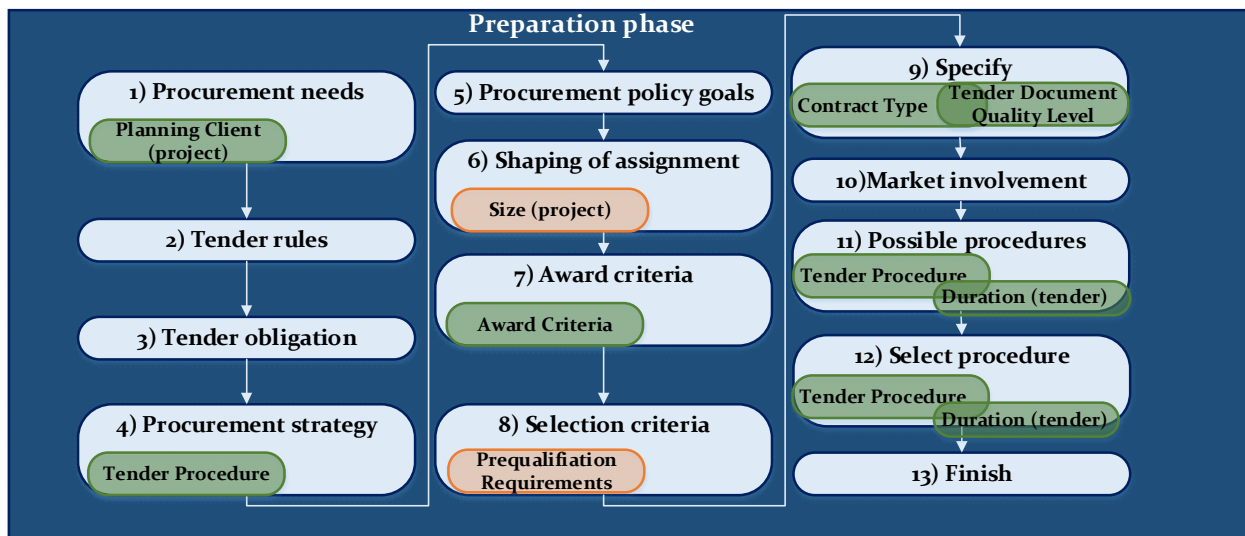 Preparation phase
1) Procurement needs
Planning Client
(project)
2) Tender rules
3) Tender obligation
4) Procurement strategy
Tender Procedure
5) Procurement policy goals
6) Shaping of assignment
Size (project)
7) Award criteria
Award Criteria
8) Selection criteria
Prequalifiation
Requirements
9) Specify
Contract Type
Tender Document
Quality Level
10)Market involvement
11) Possible procedures
Tender Procedure
Duration (tender)
12) Select procedure
Tender Procedure
Duration (tender)
13) Finish